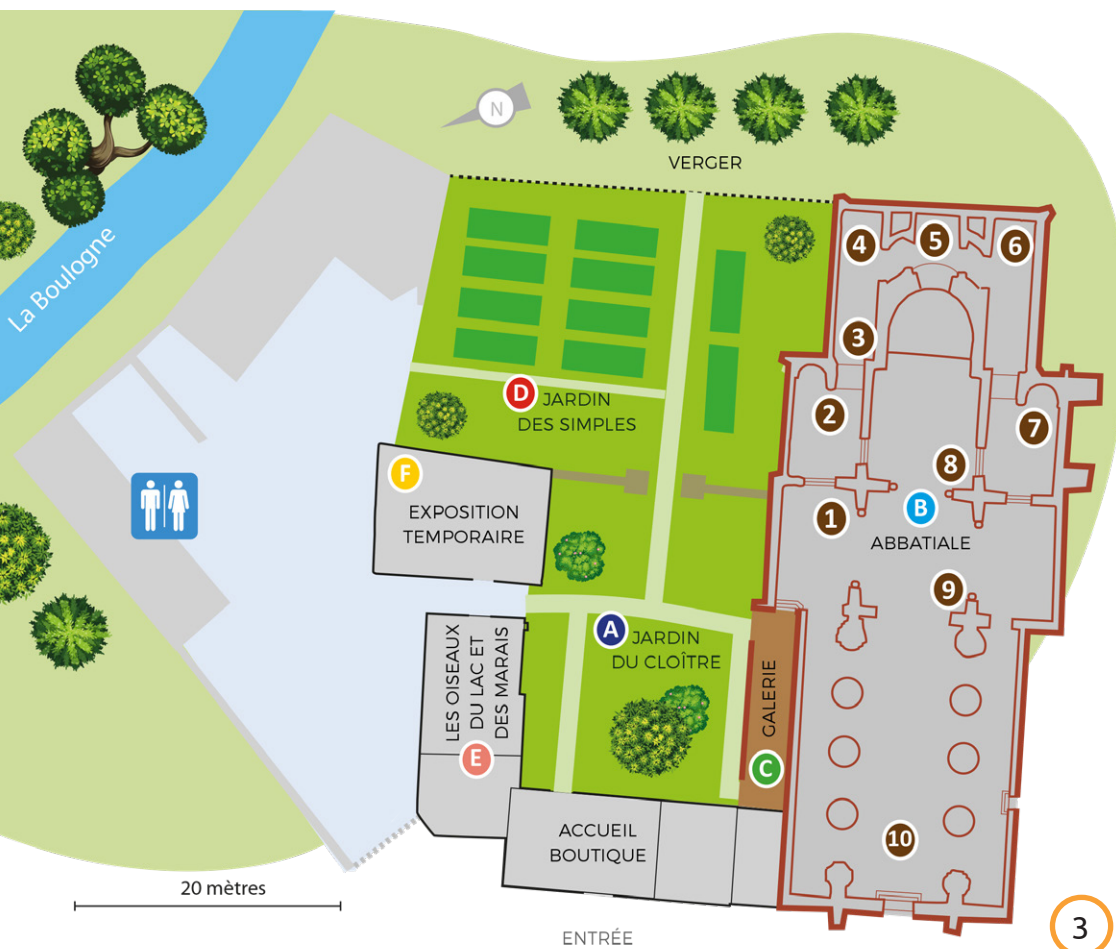 N
VERGER
La Boulogne
4
5
6
3
2
7
D
JARDIN
DES SIMPLES
F
EXPOSITION
TEMPORAIRE
8
1
B
ABBATIALE
9
A
JARDIN
DU CLOÎTRE
LES OISEAUX
DU LAC ET
DES MARAIS
E
GALERIE
C
ACCUEIL
BOUTIQUE
10
20 mètres
ENTRÉE
3